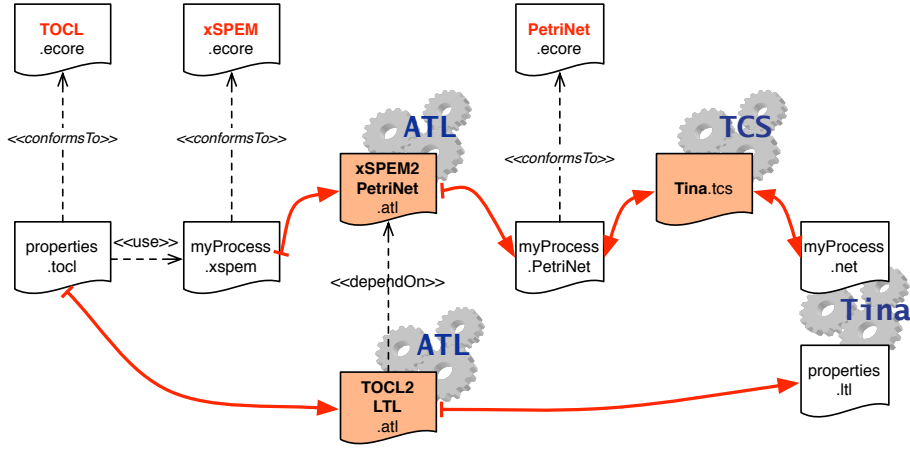 TOCL
.ecore
xSPEM
.ecore
PetriNet
.ecore
<<conformsTo>>
<<conformsTo>>
<<conformsTo>>
ATL
TCS
xSPEM2
PetriNet
.atl
Tina.tcs
properties
.tocl
<<use>>
myProcess
.xspem
myProcess
.PetriNet
myProcess
.net
<<dependOn>>
Tina
ATL
TOCL2
LTL
.atl
properties
.ltl